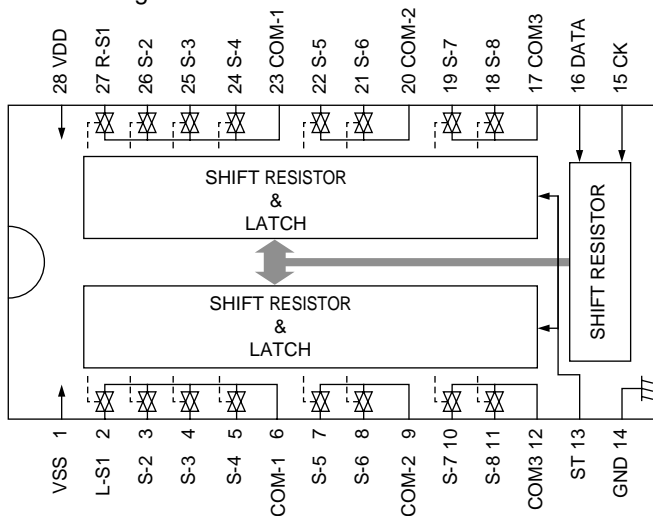 28 VDD
27 R-S1
26 S-2
25 S-3
24 S-4
23 COM-1
22 S-5
21 S-6
20 COM-2
19 S-7
18 S-8
17 COM3
16 DATA
15 CK
SHIFT RESISTOR
&
LATCH
SHIFT RESISTOR
SHIFT RESISTOR
&
LATCH
VSS 1
L-S1 2
S-2 3
S-3 4
S-4 5
COM-1 6
S-5 7
S-6 8
COM-2 9
S-7 10
S-8 11
COM3 12
ST 13
GND 14